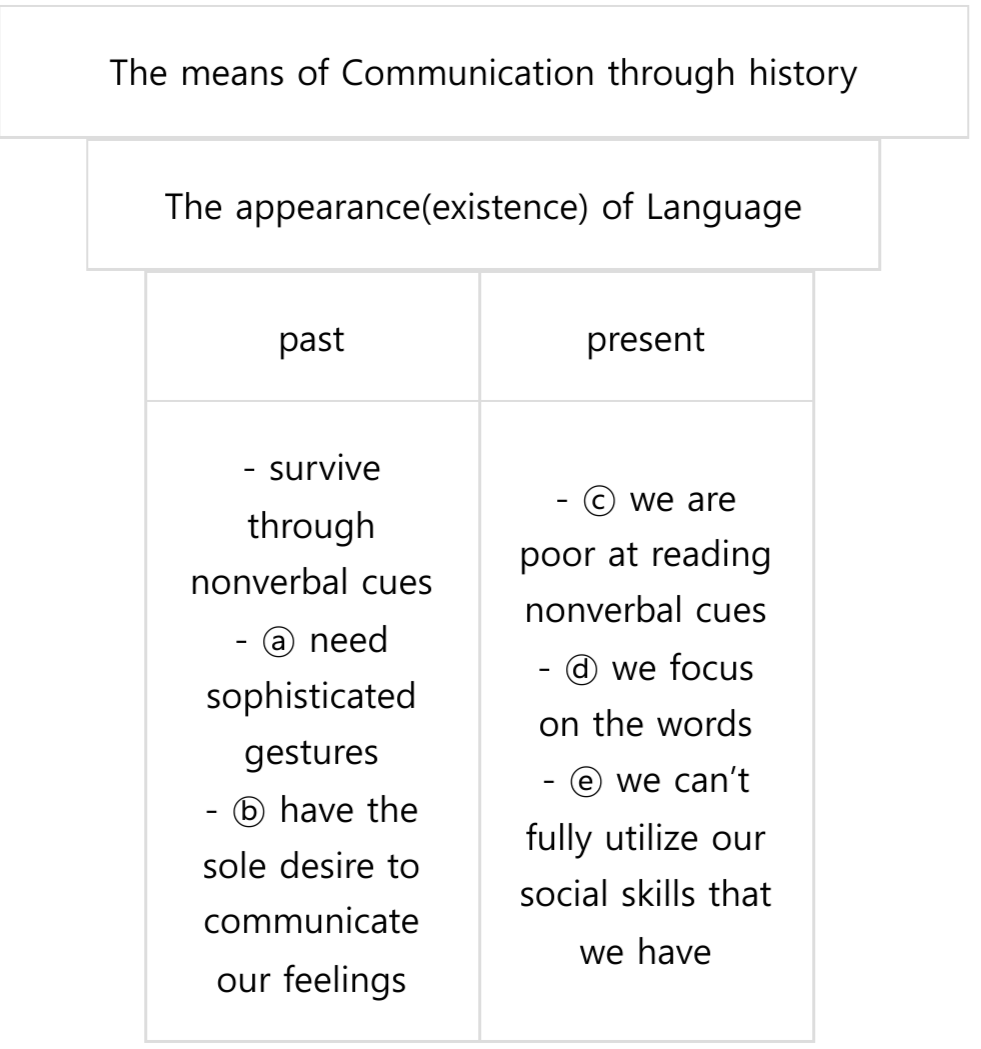 The means of Communication through history
The appearance(existence) of Language
past
present
- survive
through
nonverbal cues
- ⓐ need
sophisticated
gestures
- ⓑ have the
sole desire to
communicate
our feelings
- ⓒ we are
poor at reading
nonverbal cues
- ⓓ we focus
on the words
- ⓔ we can’t
fully utilize our
social skills that
we have